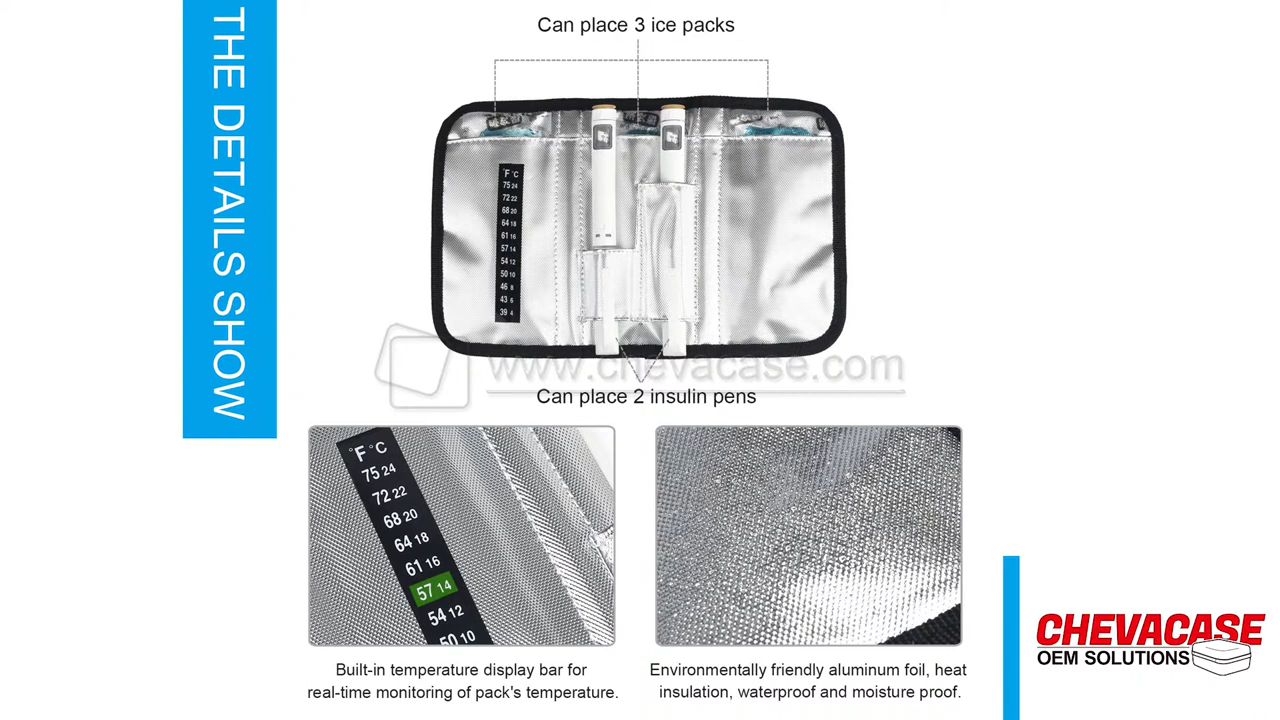 THE DETAILS SHOW
Can place 3 ice packs
°F °C
75 24
72 22
68 20
64 18
61 16
57 14
54 12
50 10
46 8
43 6
39 4
www.chevacase.com
Can place 2 insulin pens
°F °C
75 24
72 22
68 20
64 18
61 16
57 14
54 12
50 10
Built-in temperature display bar for
real-time monitoring of pack's temperature.
Environmentally friendly aluminum foil, heat
insulation, waterproof and moisture proof.
CHEVACASE
OEM SOLUTIONS